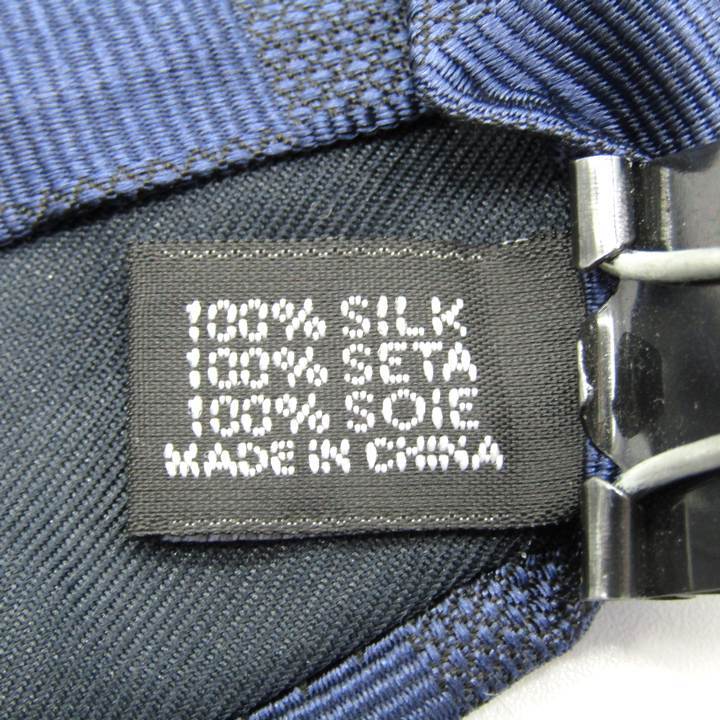 100% SILK
100% SETA
100% SOIE
MADE IN CHINA